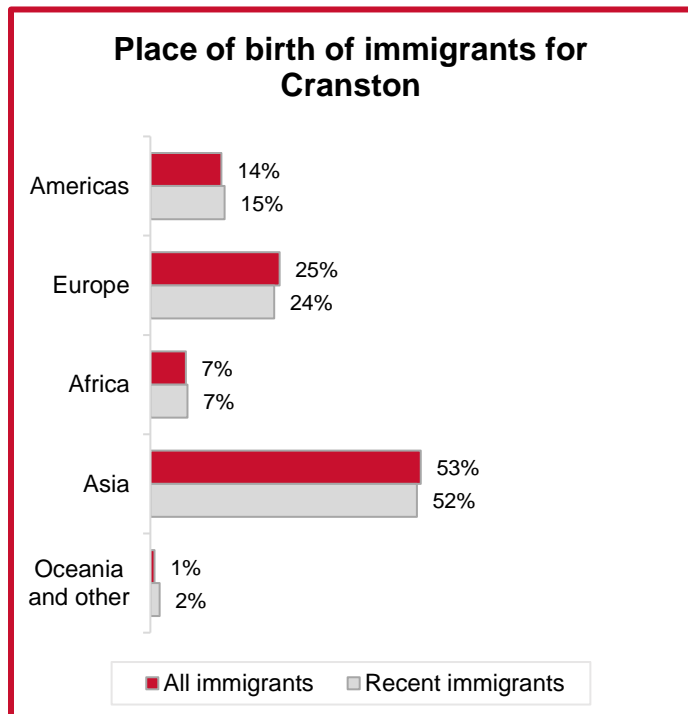 Place of birth of immigrants for
Cranston
Americas
14%
15%
Europe
25%
24%
Africa
7%
7%
Asia
53%
52%
Oceania
and other
1%
2%
All immigrants
Recent immigrants